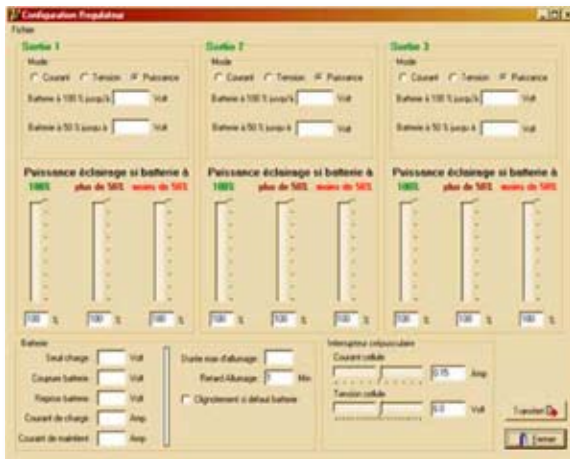 Configuration Regulateur
Fichier
Sortie 1
Mode
Courant Tension Puissance
Batterie à 100 % jusqu'à Volt
Batterie à 50 % jusqu'à Volt
Puissance éclairage si batterie à
100% plus de 50% moins de 50%
100 % 100 % 100 %
Sortie 2
Mode
Courant Tension Puissance
Batterie à 100 % jusqu'à Volt
Batterie à 50 % jusqu'à Volt
Puissance éclairage si batterie à
100% plus de 50% moins de 50%
100 % 100 % 100 %
Sortie 3
Mode
Courant Tension Puissance
Batterie à 100 % jusqu'à Volt
Batterie à 50 % jusqu'à Volt
Puissance éclairage si batterie à
100% plus de 50% moins de 50%
100 % 100 % 100 %
Batterie
Seuil charge Volt
Coupure batterie Volt
Reprise batterie Volt
Courant de charge Amp
Courant de maintient Amp
Durée max d'allumage
Retard Allumage 1 Min
Clignotement si défaut batterie
Interrupteur crépusculaire
Courant cellule
0.15 Amp
Tension cellule
6.0 Volt
Transfert
Fermer